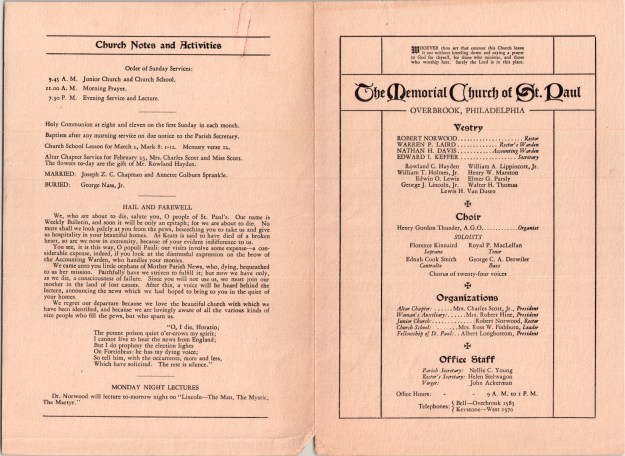 Church Notes and Activities
Order of Sunday Services:
9.45 A. M. Junior Church and Church School.
11.00 A. M. Morning Prayer.
7.30 P. M. Evening Service and Lecture.
Holy Communion at eight and eleven on the first Sunday in each month.
Baptism after any morning service on due notice to the Parish Secretary.
Church School Lesson for March 2, Mark 8: 1-12. Memory verse 12.
Altar Chapter Service for February 25, Mrs. Charles Scott and Miss Scott.
The flowers to-day are the gift of Mr. Rowland Hayden.
MARRIED: Joseph Z. C. Chapman and Annette Colburn Sprankle.
BURIED: George Nass, Jr.
HAIL AND FAREWELL
We, who are about to die, salute you, O people of St. Paul's. Our name is
Weekly Bulletin, and soon it will be only an epitaph; for we are about to die. No
more shall we look palely at you from the pews, beseeching you to take us and give
us hospitality in your beautiful homes. As Keats is said to have died of a broken
heart, so are we now in extremity, because of your evident indifference to us.
You see, it is this way, O populi Pauli: our visits involve some expense—a con-
siderable expense, indeed, if you look at the distressful expression on the brow of
the Accounting Warden, who handles your monies.
We came unto you little orphans of Mother Parish News, who, dying, bequeathed
to us her mission. Faithfully have we striven to fulfill it; but now we have only,
as we die, a consciousness of failure. Since you will not use us, we must join our
mother in the land of lost causes. After this, a voice will be heard behind the
lectern, announcing the news which we had hoped to bring to you in the quiet of
your homes.
We regret our departure because we love the beautiful church with which we
have been identified, and because we are lovingly aware of all the various kinds of
nice people who fill the pews, but who spurn us.
"O, I die, Horatio;
The potent poison quiet o'er-crows my spirit;
I cannot live to hear the news from England;
But I do prophesy the election lights
On Fortinbras: he has my dying voice;
So tell him, with the occurrents, more and less,
Which have solicited. The rest is silence."
MONDAY NIGHT LECTURES
Dr. Norwood will lecture to-morrow night on "Lincoln—The Man, The Mystic,
The Martyr."
WHOEVER thou art that enterest this Church leave
it not without kneeling down and saying a prayer
to God for thyself, for those who minister, and those
who worship here. Surely the Lord is in this place.
The Memorial Church of St. Paul
OVERBROOK, PHILADELPHIA
Vestry
ROBERT NORWOOD Rector
WARREN P. LAIRD Rector's Warden
NATHAN H. DAVIS Accounting Warden
EDWARD I. KEFFER Secretary
Rowland C. Hayden William A. Lippincott, Jr.
William T. Holmes, Jr. Henry W. Marston
Edwin O. Lewis Elmer G. Parsly
George J. Lincoln, Jr. Walter H. Thomas
Lewis H. Van Dusen
Choir
Henry Gordon Thunder, A.G.O. Organist
SOLOISTS
Florence Kinnaird Royal P. MacLellan
Soprano Tenor
Ednah Cook Smith George C. A. Detwiler
Contralto Bass
Chorus of twenty-four voices
Organizations
Altar Chapter: Mrs. Charles Scott, Jr., President
Woman's Auxiliary: Mrs. Robert Hine, President
Junior Church: Robert Norwood, Rector
Church School: Mrs. Ross W. Fishburn, Leader
Fellowship of St. Paul: Albert Longbottom, President
Office Staff
Parish Secretary: Nellie C. Young
Rector's Secretary: Helen Stelwagon
Verger: John Ackerman
Office Hours: - - 9 A. M. to 1 P. M.
Telephones: { Bell—Overbrook 2583
Keystone—West 1570